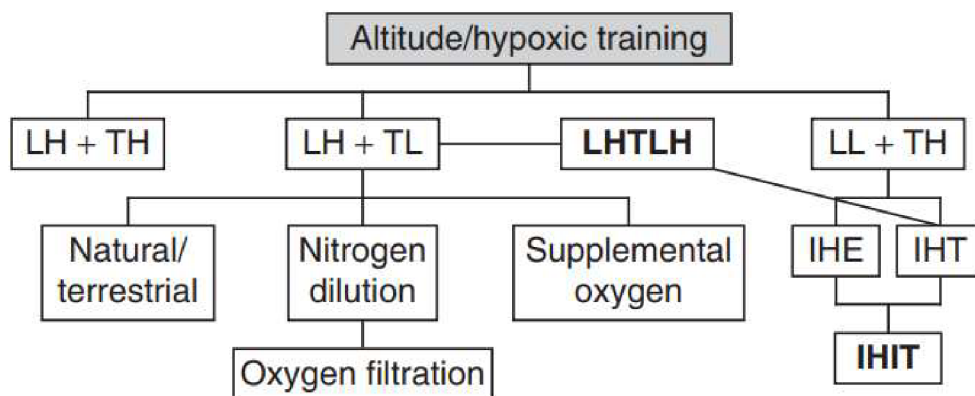 Altitude/hypoxic training
LH + TH
LH + TL
LHTLH
LL + TH
Natural/
terrestrial
Nitrogen
dilution
Supplemental
oxygen
IHE
IHT
Oxygen filtration
IHIT